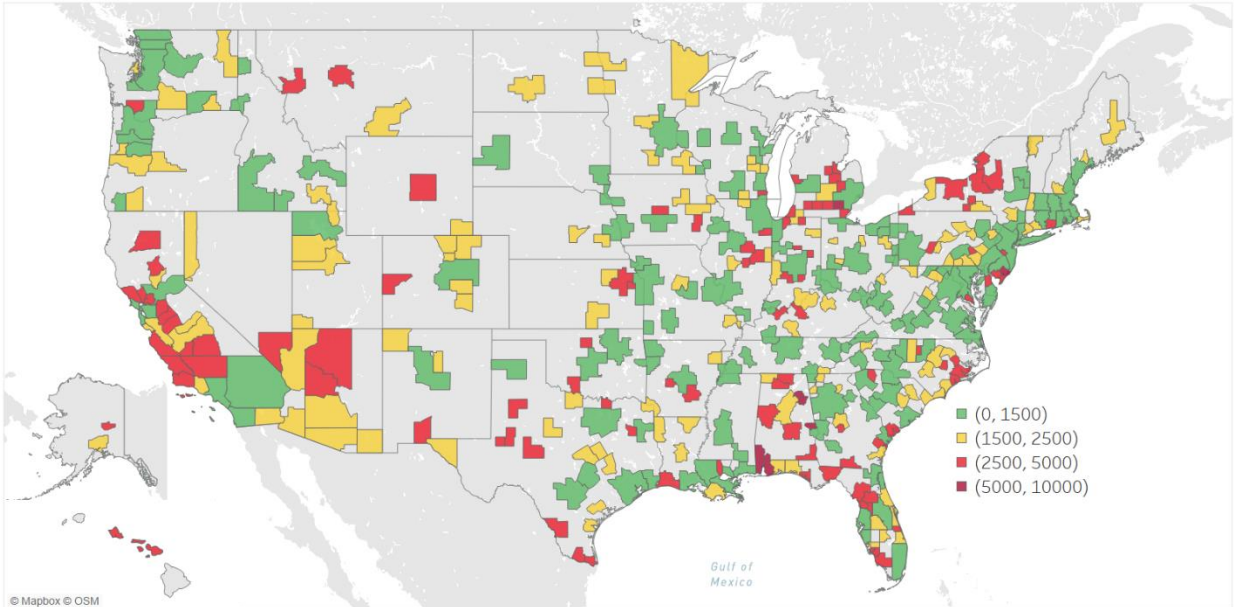 (0, 1500)
(1500, 2500)
(2500, 5000)
(5000, 10000)
Gulf of
Mexico
© Mapbox © OSM